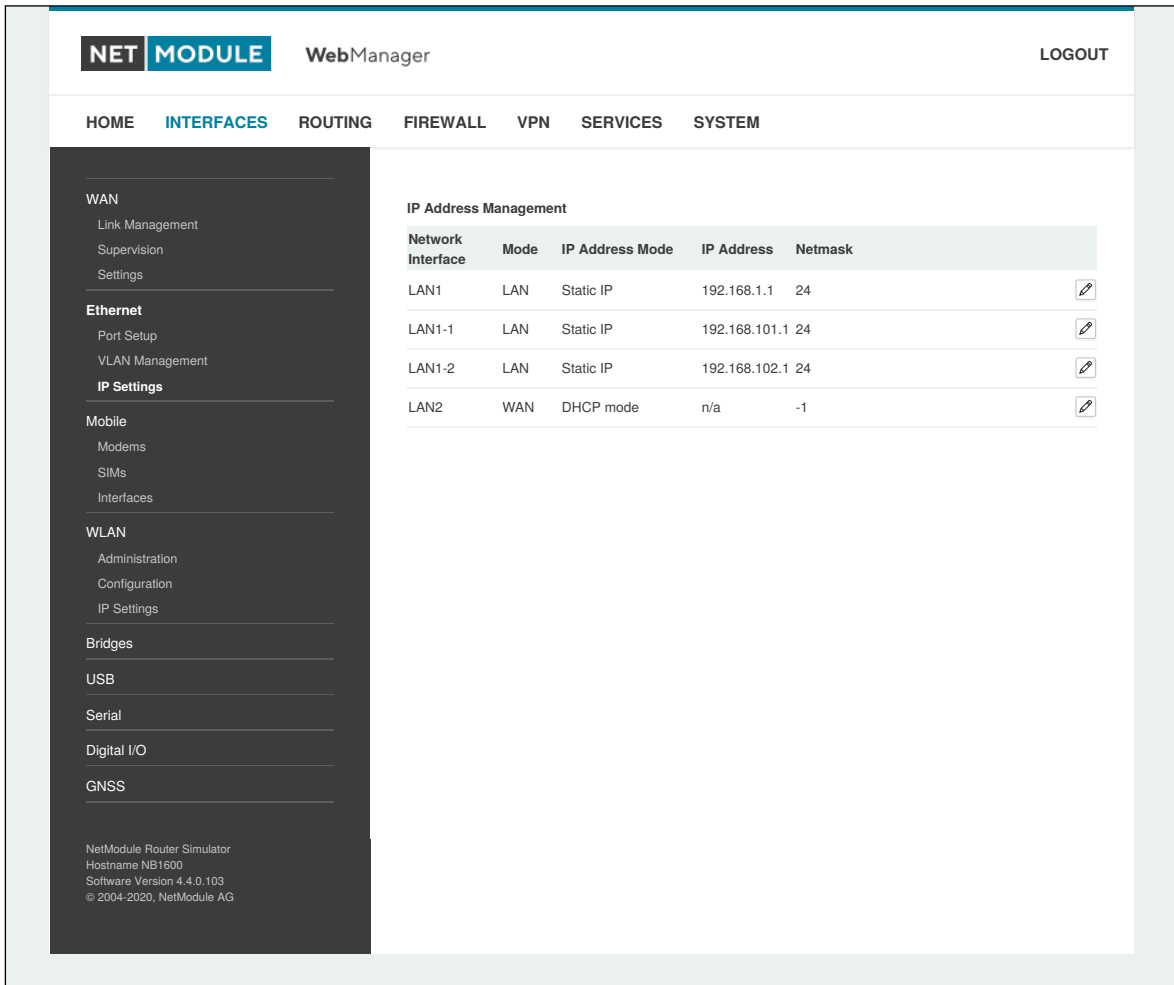 NET MODULE WebManager LOGOUT
HOME INTERFACES ROUTING FIREWALL VPN SERVICES SYSTEM
WAN
Link Management
Supervision
Settings
Ethernet
Port Setup
VLAN Management
IP Settings
Mobile
Modems
SIMs
Interfaces
WLAN
Administration
Configuration
IP Settings
Bridges
USB
Serial
Digital I/O
GNSS
NetModule Router Simulator
Hostname NB1600
Software Version 4.4.0.103
© 2004-2020, NetModule AG
IP Address Management
Network
Interface Mode IP Address Mode IP Address Netmask
LAN1 LAN Static IP 192.168.1.1 24
LAN1-1 LAN Static IP 192.168.101.1 24
LAN1-2 LAN Static IP 192.168.102.1 24
LAN2 WAN DHCP mode n/a -1